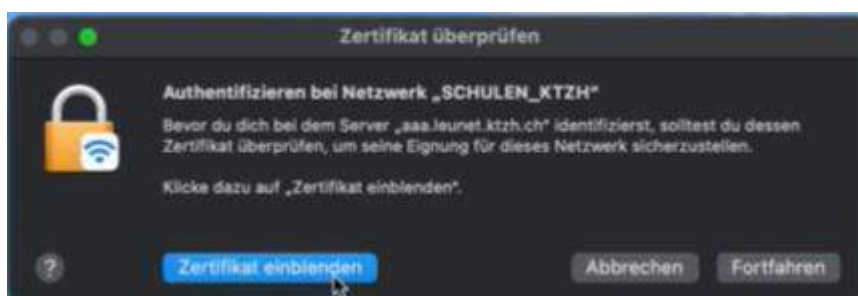 Zertifikat überprüfen
Authentifizieren bei Netzwerk „SCHULEN_KTZH“
Bevor du dich bei dem Server „aaa.leunet.ktzh.ch“ identifizierst, solltest du dessen
Zertifikat überprüfen, um seine Eignung für dieses Netzwerk sicherzustellen.
Klicke dazu auf „Zertifikat einblenden“.
?
Zertifikat einblenden
Abbrechen
Fortfahren